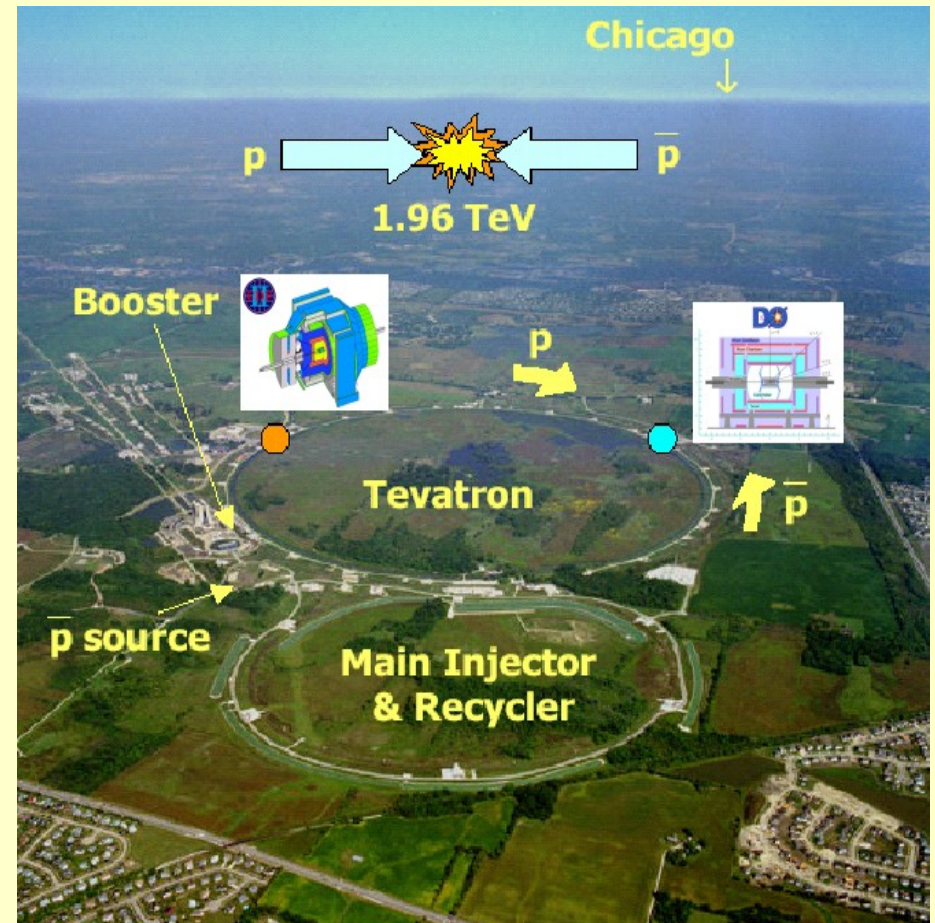 Chicago
↓
p
p̅
1.96 TeV
Booster
p
DØ
Tevatron
p̅
p̅ source
Main Injector
& Recycler